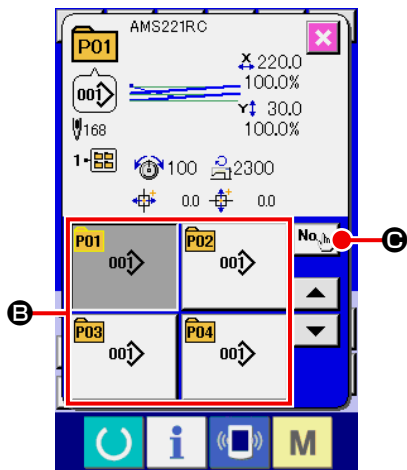 AMS221RC
P01
X 220.0
100.0%
001
Y 30.0
168
100.0%
1-
100 2300
0.0 0.0
P01 P02 No.
001 001
C
B
P03 P04
001 001
i M